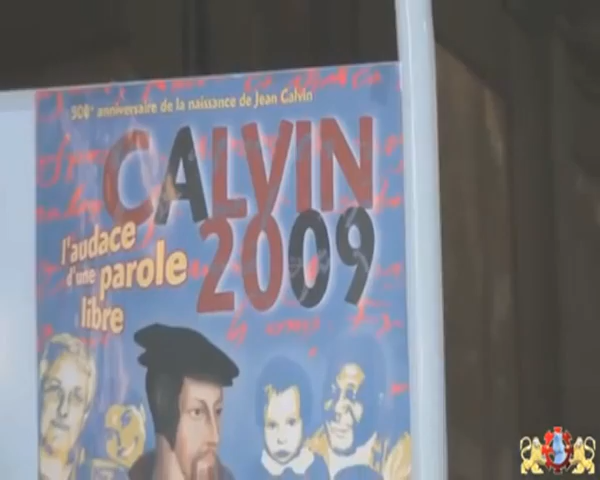 500e anniversaire de la naissance de Jean Calvin
CALVIN
2009
l'audace
d'une parole
libre